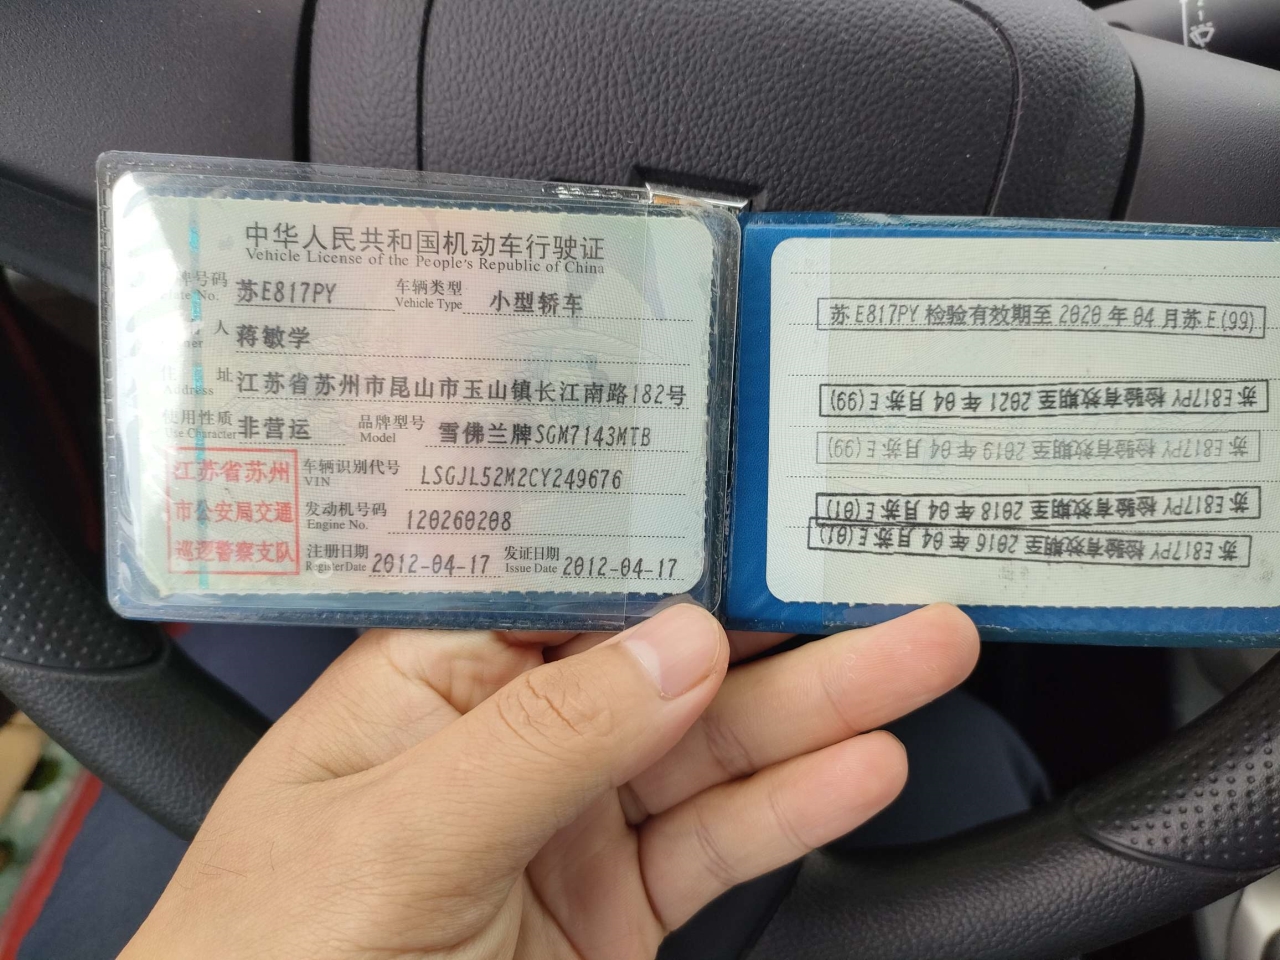 中华人民共和国机动车行驶证
Vehicle License of the People's Republic of China
牌号码 苏E817PY 车辆类型 小型轿车
No. Vehicle Type
人 蒋敏学
住 址 江苏省苏州市昆山市玉山镇长江南路182号
Address
使用性质 非营运 品牌型号 雪佛兰牌SGM7143MTB
Use Character Model
江苏省苏州
市公安局交通
巡逻警察支队
车辆识别代号 LSGJL52M2CY249676
VIN
发动机号码 120260208
Engine No.
注册日期 2012-04-17 发证日期 2012-04-17
Register Date Issue Date
苏E817PY 检验有效期至 2020 年 04 月苏E(99)
苏E817PY 检验有效期至 2021 年 04 月苏E(99)
苏E817PY 检验有效期至 2019 年 04 月苏E(99)
苏E817PY 检验有效期至 2018 年 04 月苏E(01)
苏E817PY 检验有效期至 2016 年 04 月苏E(01)